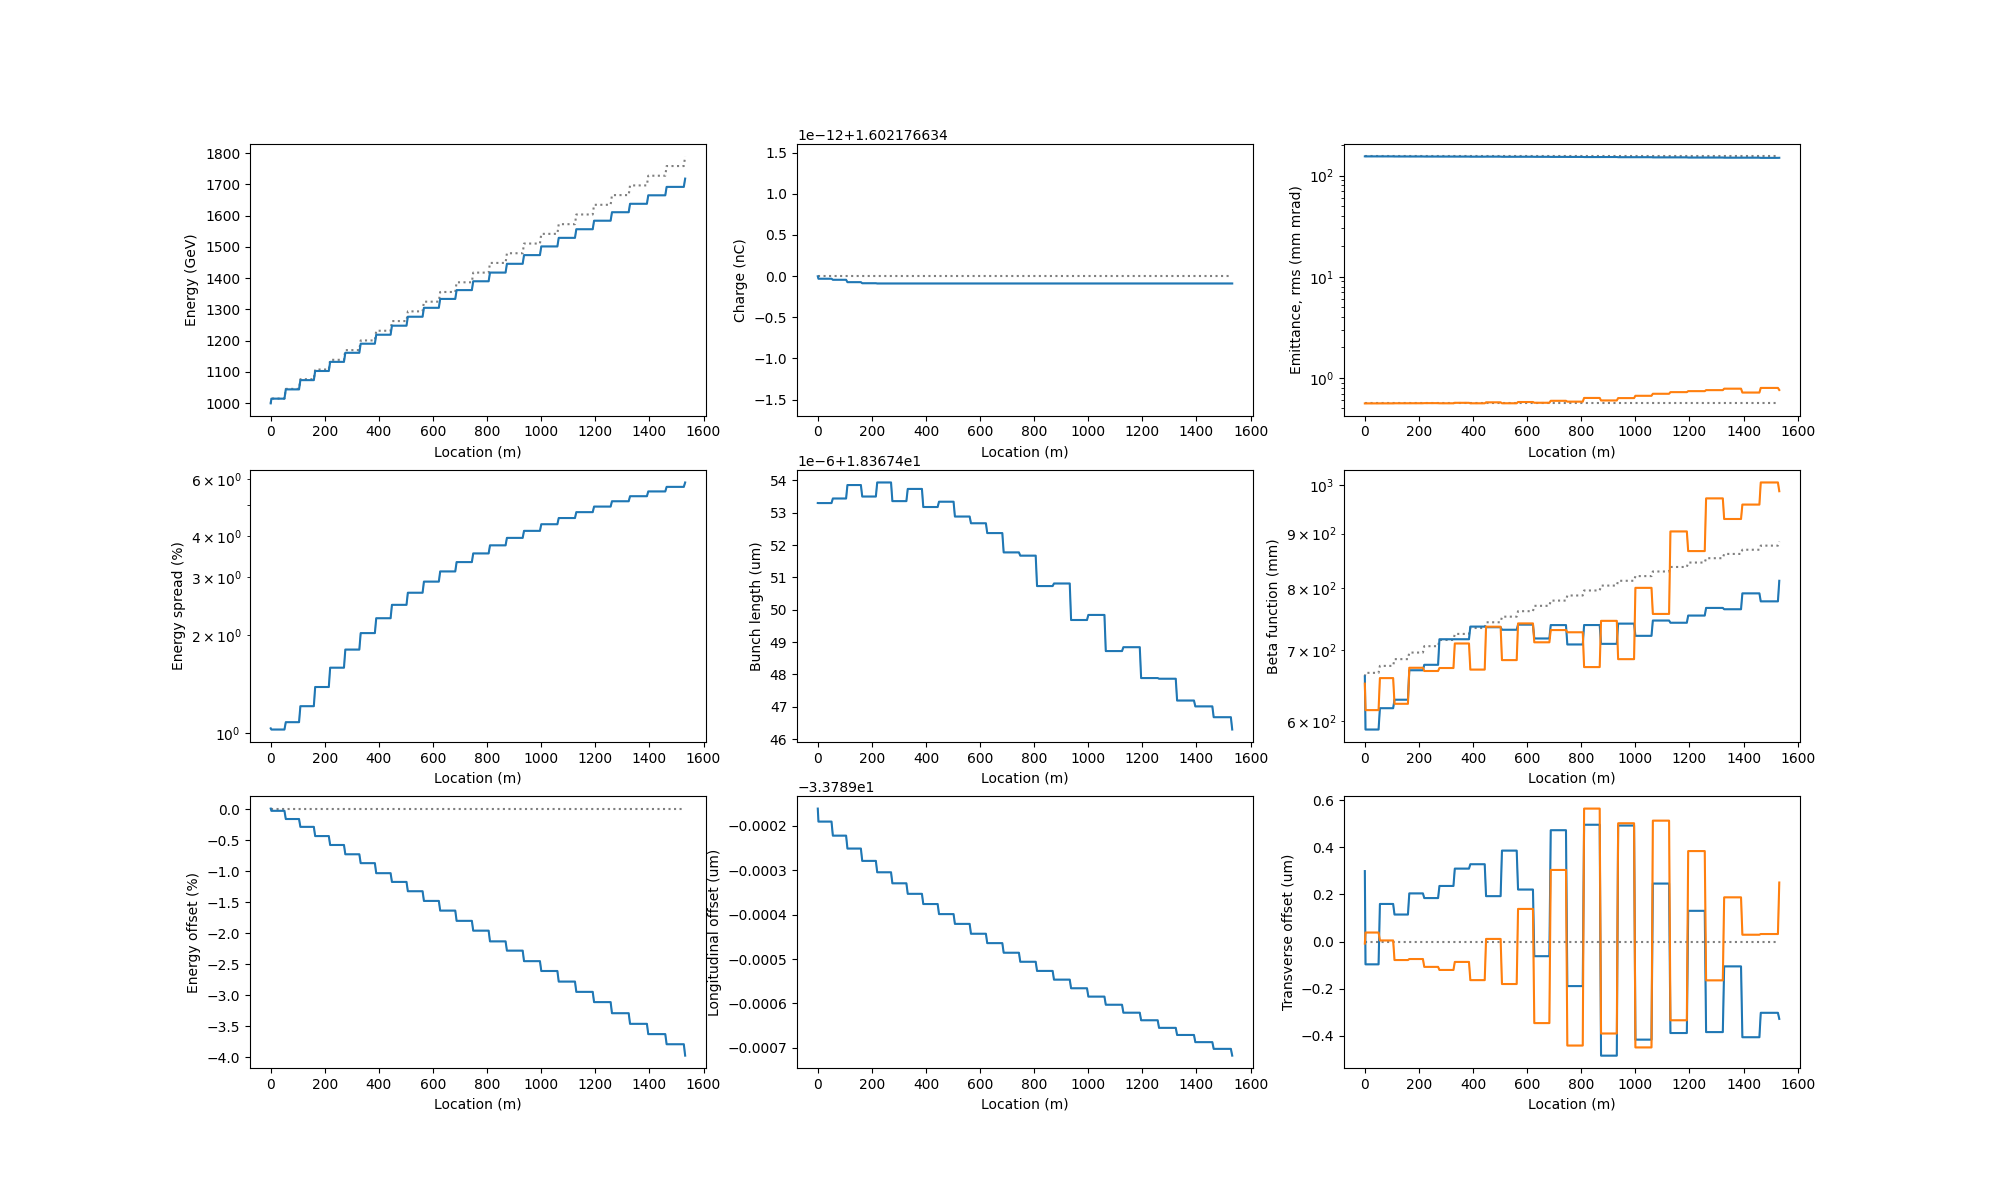 1800
1700
1600
1500
1400
1300
1200
1100
1000
Energy (GeV)
0 200 400 600 800 1000 1200 1400 1600
Location (m)
1e−12+1.602176634
1.5
1.0
0.5
0.0
−0.5
−1.0
−1.5
Charge (nC)
0 200 400 600 800 1000 1200 1400 1600
Location (m)
10²
10¹
10⁰
Emittance, rms (mm mrad)
0 200 400 600 800 1000 1200 1400 1600
Location (m)
6 × 10⁰
4 × 10⁰
3 × 10⁰
2 × 10⁰
10⁰
Energy spread (%)
0 200 400 600 800 1000 1200 1400 1600
Location (m)
1e−6+1.83674e1
54
53
52
51
50
49
48
47
46
Bunch length (um)
0 200 400 600 800 1000 1200 1400 1600
Location (m)
10³
9 × 10²
8 × 10²
7 × 10²
6 × 10²
Beta function (mm)
0 200 400 600 800 1000 1200 1400 1600
Location (m)
0.0
−0.5
−1.0
−1.5
−2.0
−2.5
−3.0
−3.5
−4.0
Energy offset (%)
0 200 400 600 800 1000 1200 1400 1600
Location (m)
−3.3789e1
−0.0002
−0.0003
−0.0004
−0.0005
−0.0006
−0.0007
Longitudinal offset (um)
0 200 400 600 800 1000 1200 1400 1600
Location (m)
0.6
0.4
0.2
0.0
−0.2
−0.4
Transverse offset (um)
0 200 400 600 800 1000 1200 1400 1600
Location (m)